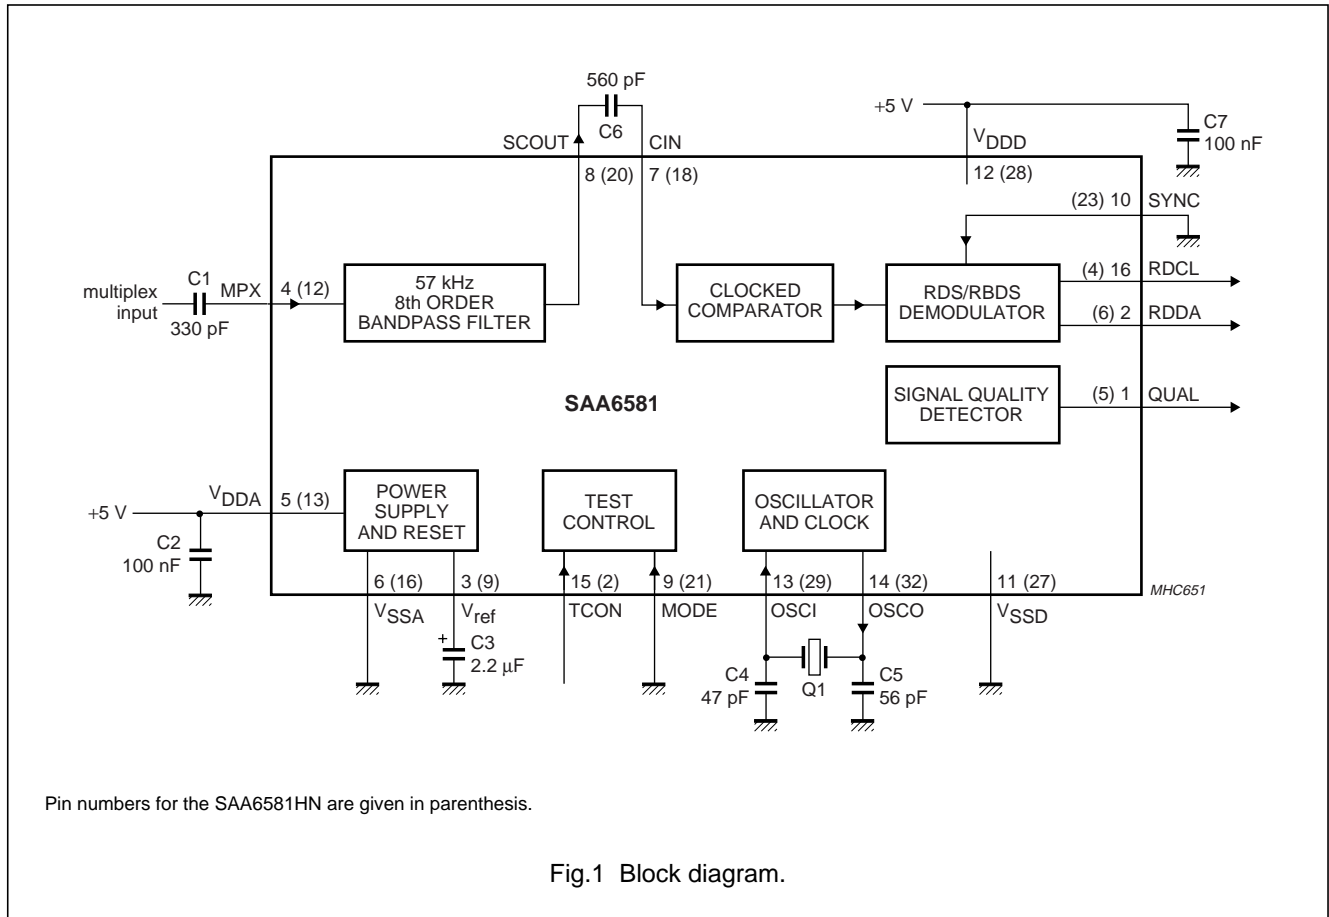 560 pF
C6
SCOUT
CIN
8 (20)
7 (18)
+5 V
VDDD
12 (28)
C7
100 nF
(23) 10
SYNC
multiplex
input
C1
330 pF
MPX
4 (12)
57 kHz
8th ORDER
BANDPASS FILTER
CLOCKED
COMPARATOR
RDS/RBDS
DEMODULATOR
(4) 16
RDCL
(6) 2
RDDA
SAA6581
SIGNAL QUALITY
DETECTOR
(5) 1
QUAL
+5 V
VDDA
5 (13)
C2
100 nF
POWER
SUPPLY
AND RESET
TEST
CONTROL
OSCILLATOR
AND CLOCK
6 (16)
3 (9)
15 (2)
9 (21)
13 (29)
14 (32)
11 (27)
MHC651
VSSA
Vref
TCON
MODE
OSCI
OSCO
VSSD
+
C3
2.2 μF
C4
47 pF
Q1
C5
56 pF
Pin numbers for the SAA6581HN are given in parenthesis.
Fig.1 Block diagram.